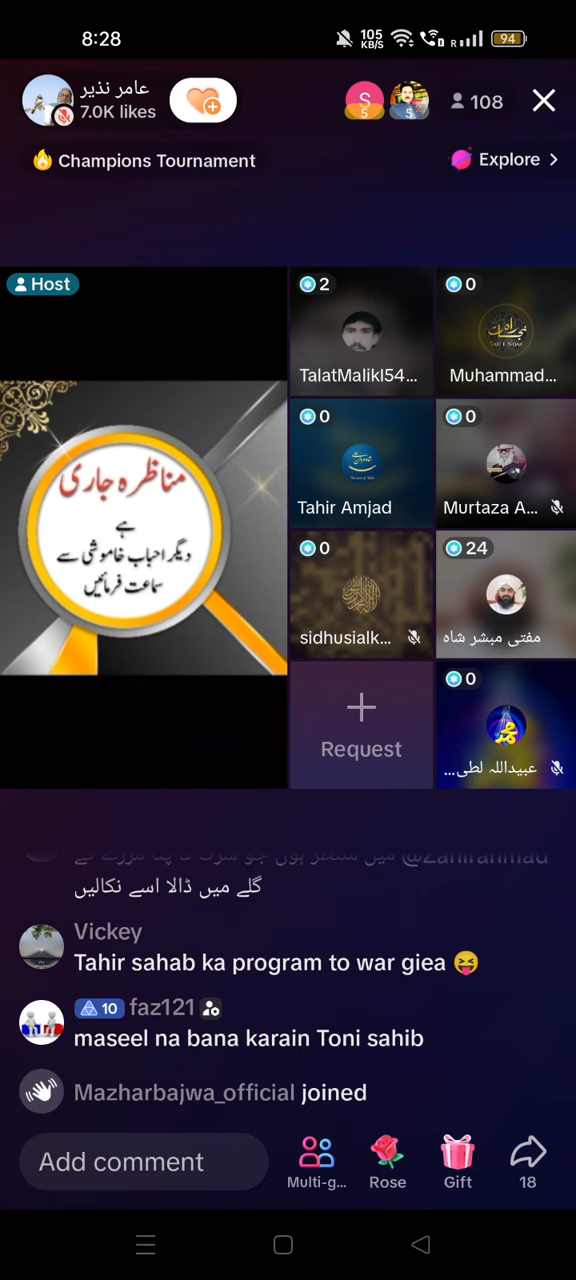 8:28
105 KB/S
R
94
عامر نذیر
7.0K likes
S
5
5
108
Champions Tournament
Explore >
Host
2
TalatMalikl54...
0
Muhammad...
مناظرہ جاری
ہے
دیگر احباب خاموشی سے
سماعت فرمائیں
0
Tahir Amjad
0
Murtaza A...
0
sidhusialk...
24
مفتی مبشر شاہ
Request
0
عبیداللہ لطی...
@Zahirahmad
گلے میں ڈالا اسے نکالیں
Vickey
Tahir sahab ka program to war giea 😝
10 faz121
maseel na bana karain Toni sahib
Mazharbajwa_official joined
Add comment
Multi-g...
Rose
Gift
18